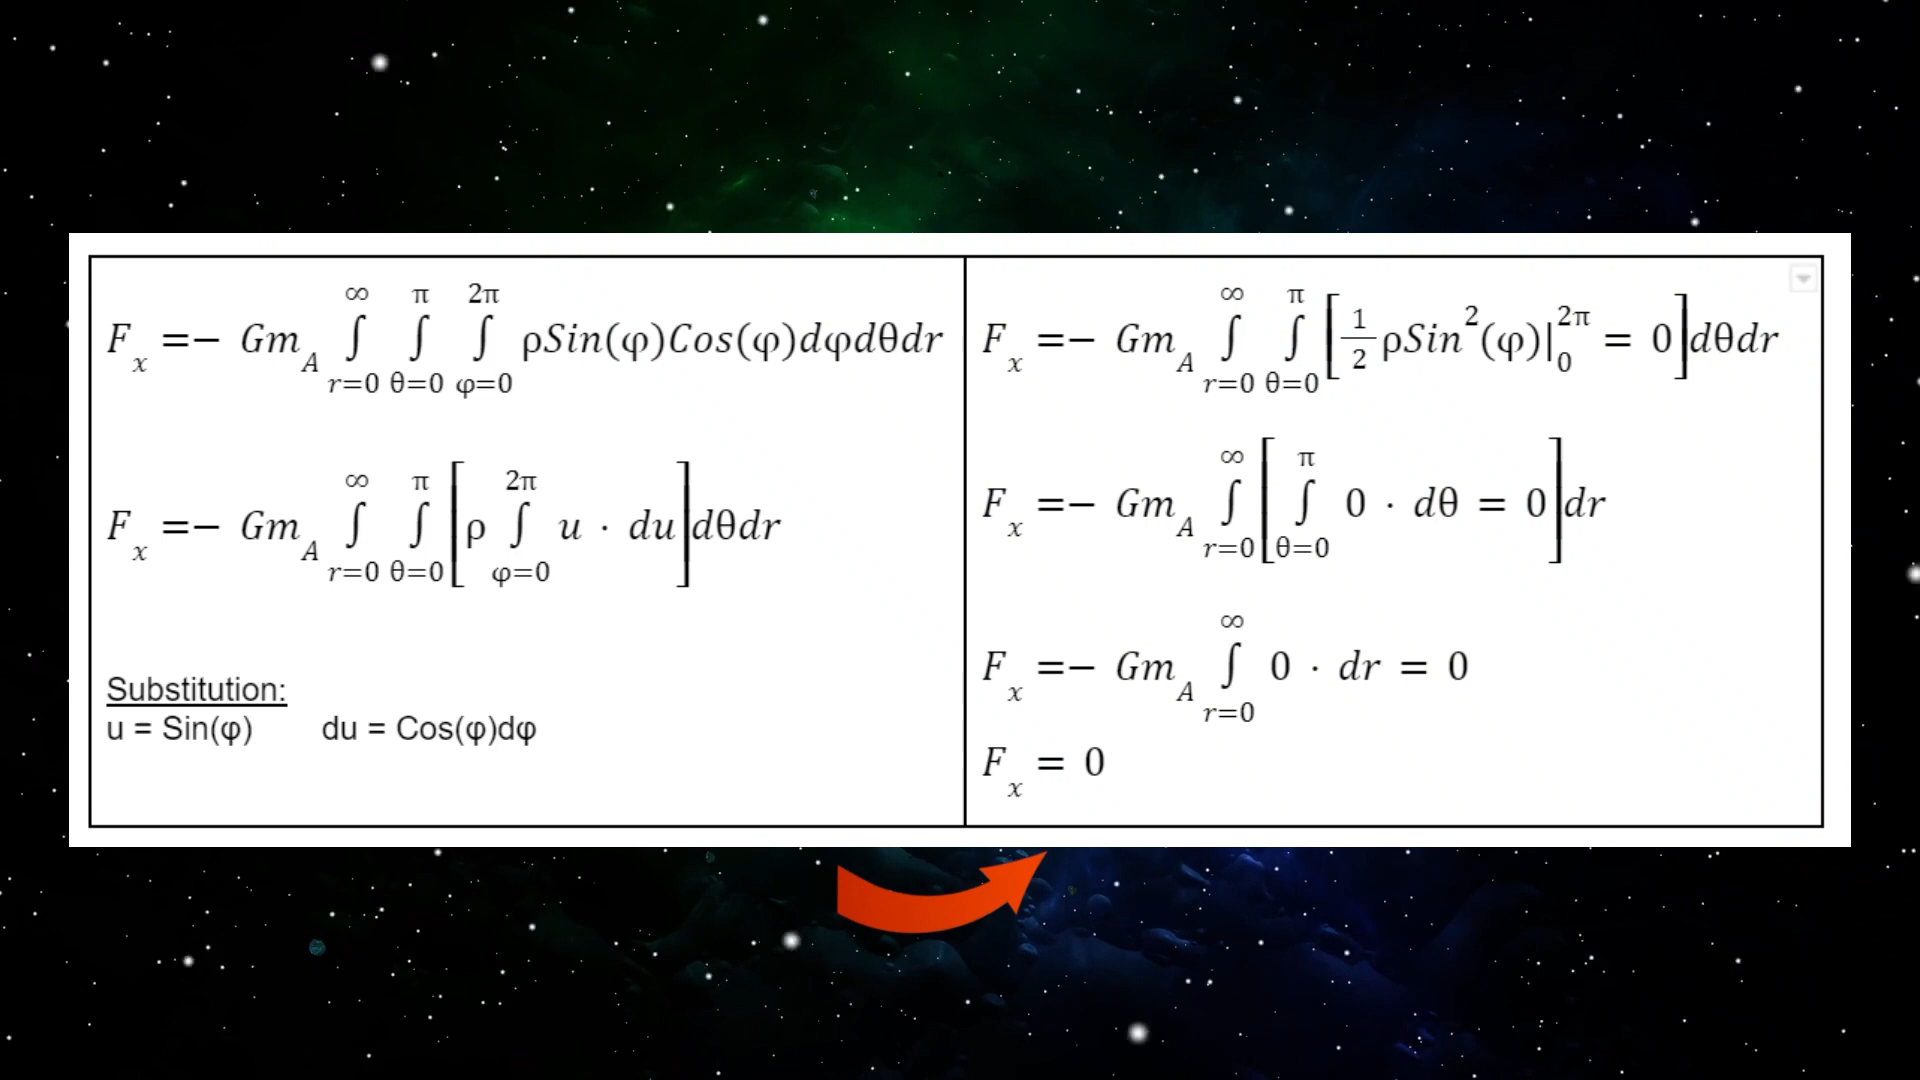 F_x =− Gm_A ∫_{r=0}^{∞} ∫_{θ=0}^{π} ∫_{φ=0}^{2π} ρSin(φ)Cos(φ)dφdθdr
F_x =− Gm_A ∫_{r=0}^{∞} ∫_{θ=0}^{π} [ρ ∫_{φ=0}^{2π} u · du]dθdr
Substitution:
u = Sin(φ) du = Cos(φ)dφ
F_x =− Gm_A ∫_{r=0}^{∞} ∫_{θ=0}^{π} [1/2 ρSin^2(φ)|_0^{2π} = 0]dθdr
F_x =− Gm_A ∫_{r=0}^{∞} [∫_{θ=0}^{π} 0 · dθ = 0]dr
F_x =− Gm_A ∫_{r=0}^{∞} 0 · dr = 0
F_x = 0